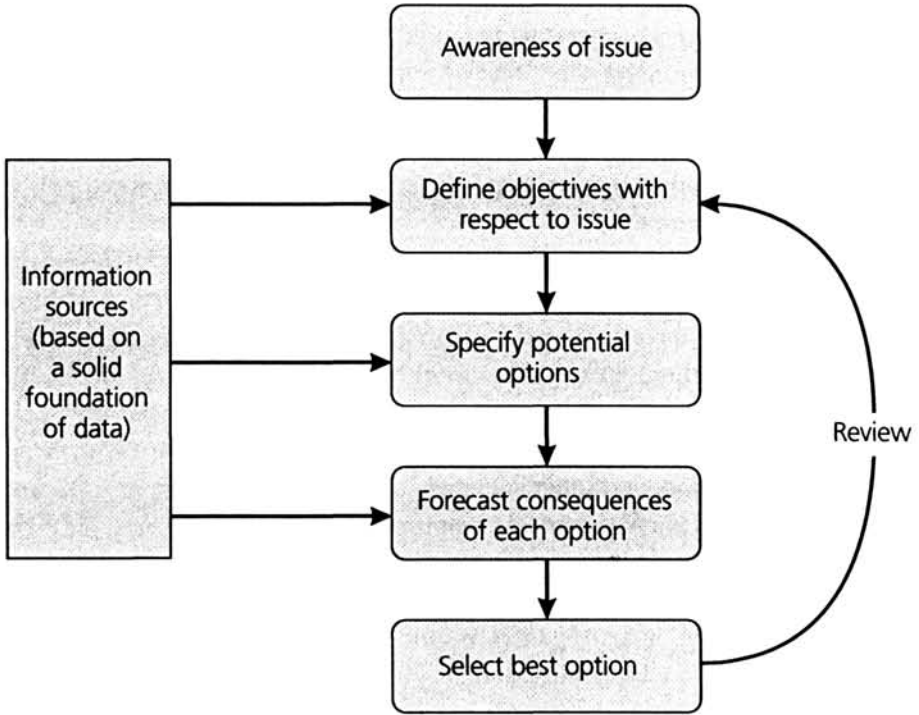 Awareness of issue
Define objectives with
respect to issue
Information
sources
(based on
a solid
foundation
of data)
Specify potential
options
Review
Forecast consequences
of each option
Select best option